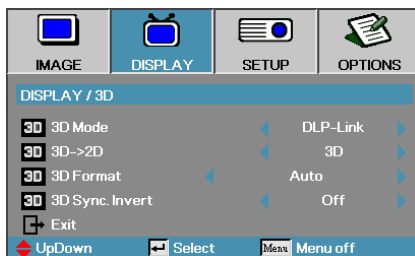 IMAGE DISPLAY SETUP OPTIONS
DISPLAY / 3D
3D 3D Mode DLP-Link
3D 3D->2D 3D
3D 3D Format Auto
3D 3D Sync. Invert Off
Exit
UpDown Select Menu Menu off